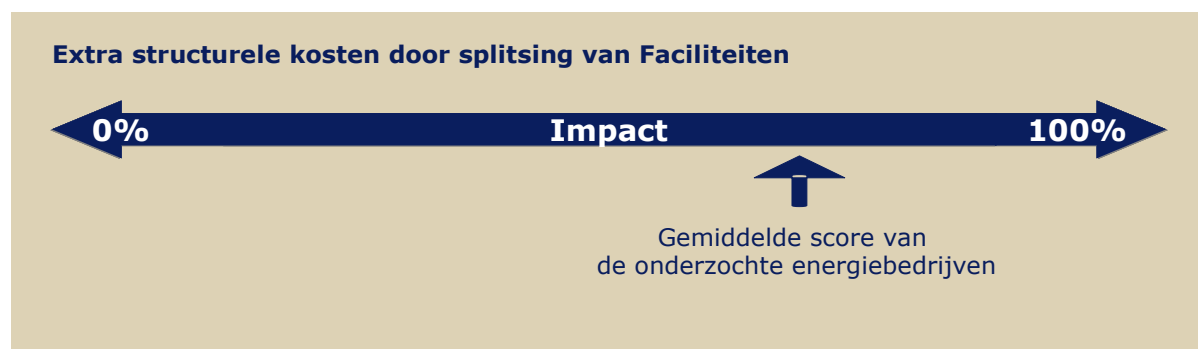 Extra structurele kosten door splitsing van Faciliteiten
0% Impact 100%
Gemiddelde score van
de onderzochte energiebedrijven